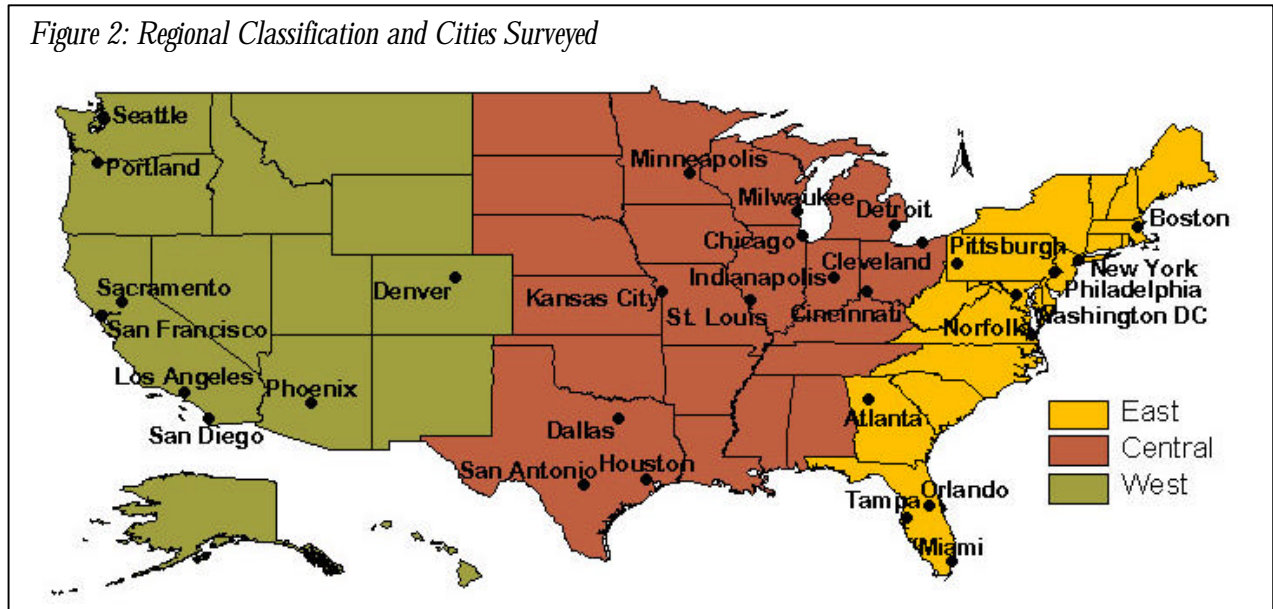 Figure 2: Regional Classification and Cities Surveyed
Seattle
Portland
Minneapolis
Milwaukee
Detroit
Boston
Chicago
Pittsburgh
Cleveland
New York
Indianapolis
Philadelphia
Sacramento
Denver
Kansas City
St. Louis
Cincinnati
Washington DC
San Francisco
Norfolk
Los Angeles
Phoenix
San Diego
Dallas
Atlanta
East
Central
West
San Antonio
Houston
Tampa
Orlando
Miami